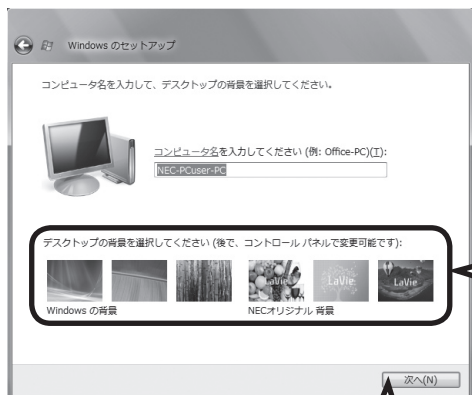 Windows のセットアップ
コンピュータ名を入力して、デスクトップの背景を選択してください。
コンピュータ名を入力してください (例: Office-PC)(T):
NEC-PCuser-PC
デスクトップの背景を選択してください (後で、コントロール パネルで変更可能です):
LaVie LaVie LaVie
Windows の背景 NECオリジナル 背景
次へ(N)